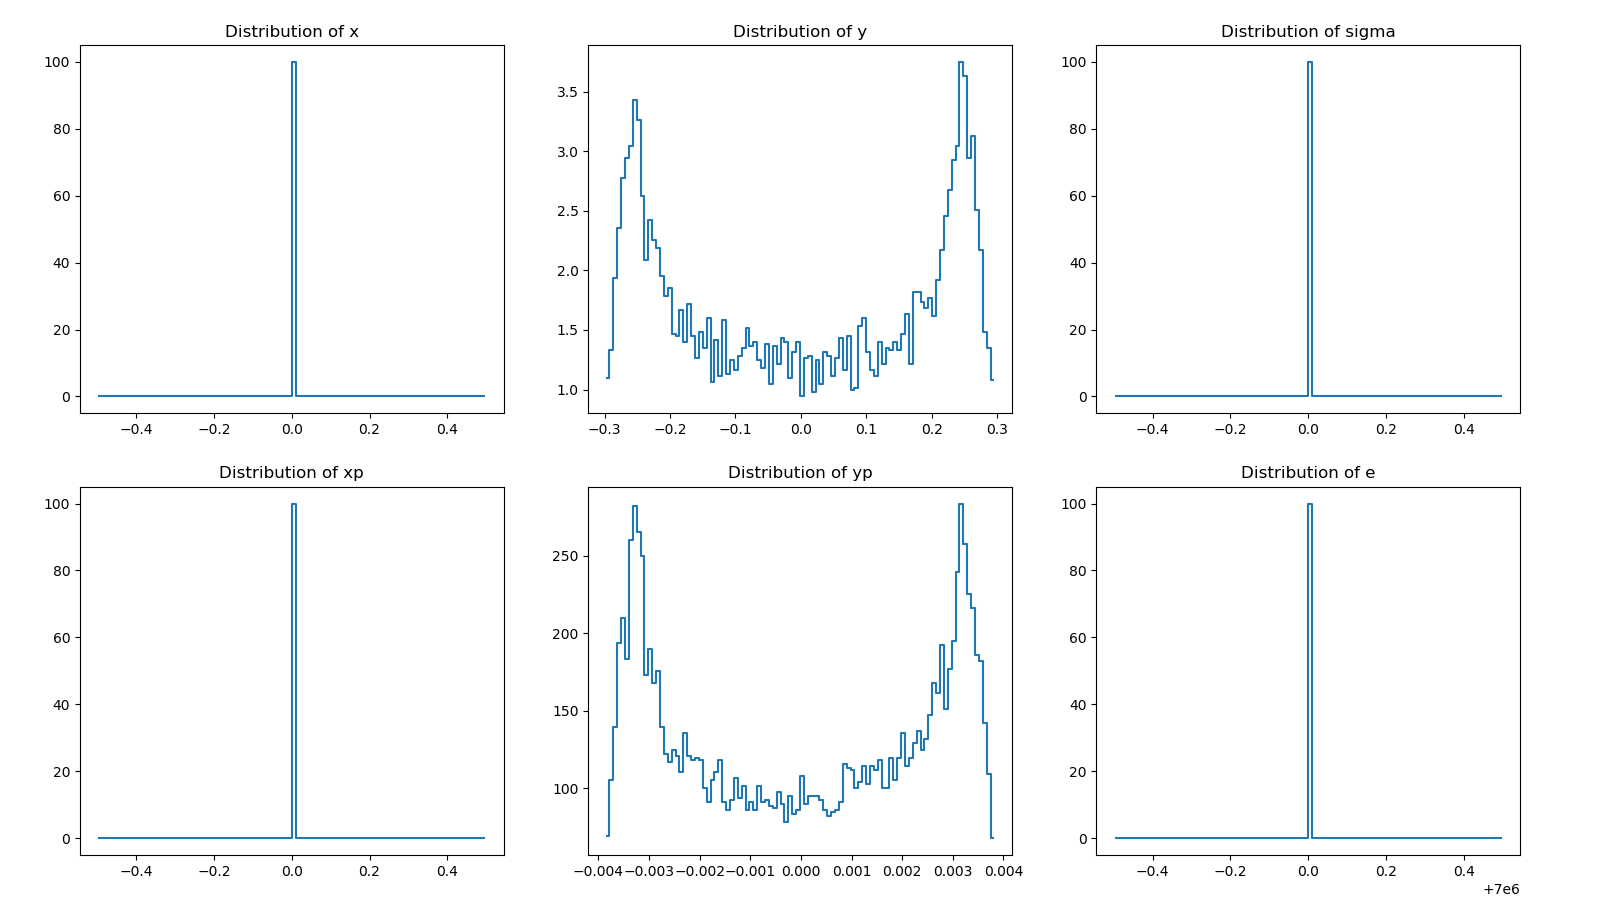 Distribution of x
100
80
60
40
20
0
−0.4 −0.2 0.0 0.2 0.4
Distribution of y
3.5
3.0
2.5
2.0
1.5
1.0
−0.3 −0.2 −0.1 0.0 0.1 0.2 0.3
Distribution of sigma
100
80
60
40
20
0
−0.4 −0.2 0.0 0.2 0.4
Distribution of xp
100
80
60
40
20
0
−0.4 −0.2 0.0 0.2 0.4
Distribution of yp
250
200
150
100
−0.004 −0.003 −0.002 −0.001 0.000 0.001 0.002 0.003 0.004
Distribution of e
100
80
60
40
20
0
−0.4 −0.2 0.0 0.2 0.4
+7e6